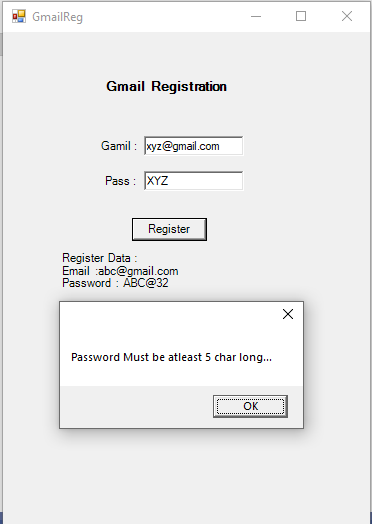 GmailReg
Gmail Registration
Gamil : xyz@gmail.com
Pass : XYZ
Register
Register Data :
Email :abc@gmail.com
Password : ABC@32
Password Must be atleast 5 char long...
OK